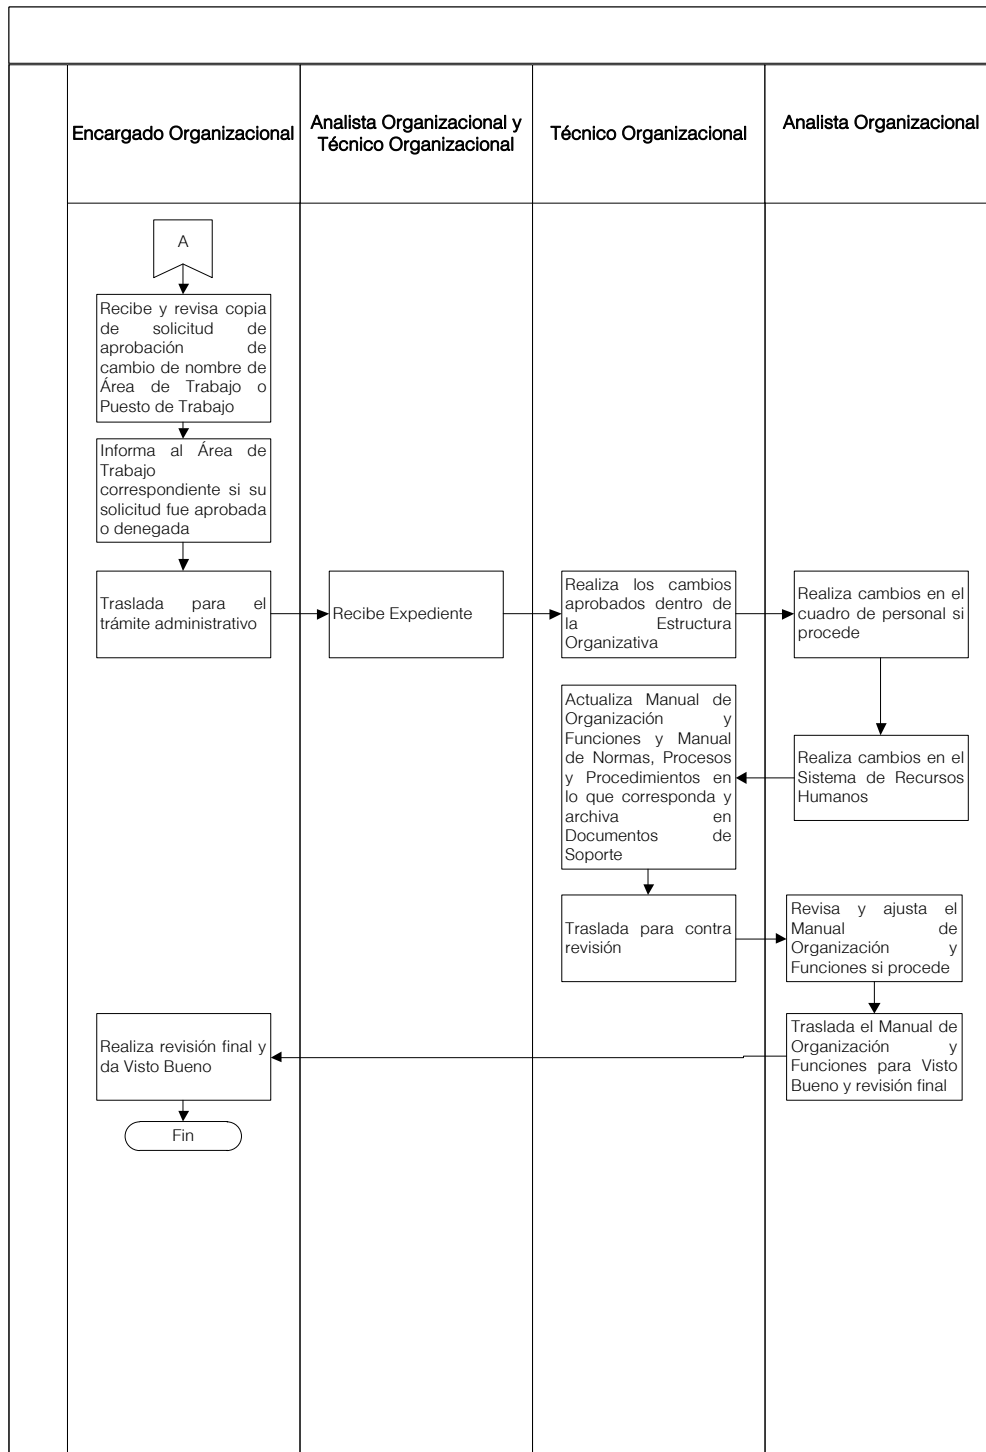 Encargado Organizacional
Analista Organizacional y
Técnico Organizacional
Técnico Organizacional
Analista Organizacional
A
Recibe y revisa copia
de solicitud de
aprobación de
cambio de nombre de
Área de Trabajo o
Puesto de Trabajo
Informa al Área de
Trabajo
correspondiente si su
solicitud fue aprobada
o denegada
Traslada para el
trámite administrativo
Recibe Expediente
Realiza los cambios
aprobados dentro de
la Estructura
Organizativa
Realiza cambios en el
cuadro de personal si
procede
Realiza cambios en el
Sistema de Recursos
Humanos
Actualiza Manual de
Organización y
Funciones y Manual
de Normas, Procesos
y Procedimientos en
lo que corresponda y
archiva en
Documentos de
Soporte
Traslada para contra
revisión
Revisa y ajusta el
Manual de
Organización y
Funciones si procede
Traslada el Manual de
Organización y
Funciones para Visto
Bueno y revisión final
Realiza revisión final y
da Visto Bueno
Fin